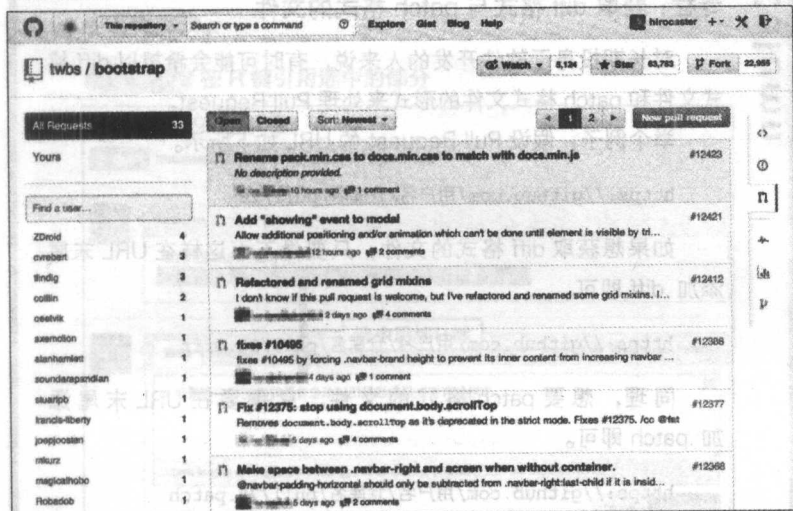 This repository Search or type a command Explore Gist Blog Help hirocaster
twbs / bootstrap Watch 8,124 Star 63,763 Fork 22,955
All Requests 33
Yours
Find a user...
ZDroid 4
cvrebert 3
tlindig 3
colllin 2
ceetvik 1
axemotion 1
alanhamlett 1
soundarapandian 1
stuartpb 1
francis-liberty 1
joepjoosten 1
mkurz 1
magicalhobo 1
Robadob 1
Open Closed Sort: Newest 1 2 New pull request
Rename pack.min.css to docs.min.css to match with docs.min.js #12423
No description provided.
10 hours ago 1 comment
Add "showing" event to modal #12421
Allow additional positioning and/or animation which can't be done until element is visible by tri...
12 hours ago 2 comments
Refactored and renamed grid mixins #12412
I don't know if this pull request is welcome, but I've refactored and renamed some grid mixins. I...
2 days ago 4 comments
fixes #10495 #12388
fixes #10495 by forcing .navbar-brand height to prevent its inner content from increasing navbar ...
4 days ago 1 comment
Fix #12375: stop using document.body.scrollTop #12377
Removes document.body.scrollTop as it's deprecated in the strict mode. Fixes #12375. /cc @fat
5 days ago 4 comments
Make space between .navbar-right and screen when without container. #12368
@navbar-padding-horizontal should only be subtracted from .navbar-right:last-child if it is insid...
5 days ago 2 comments